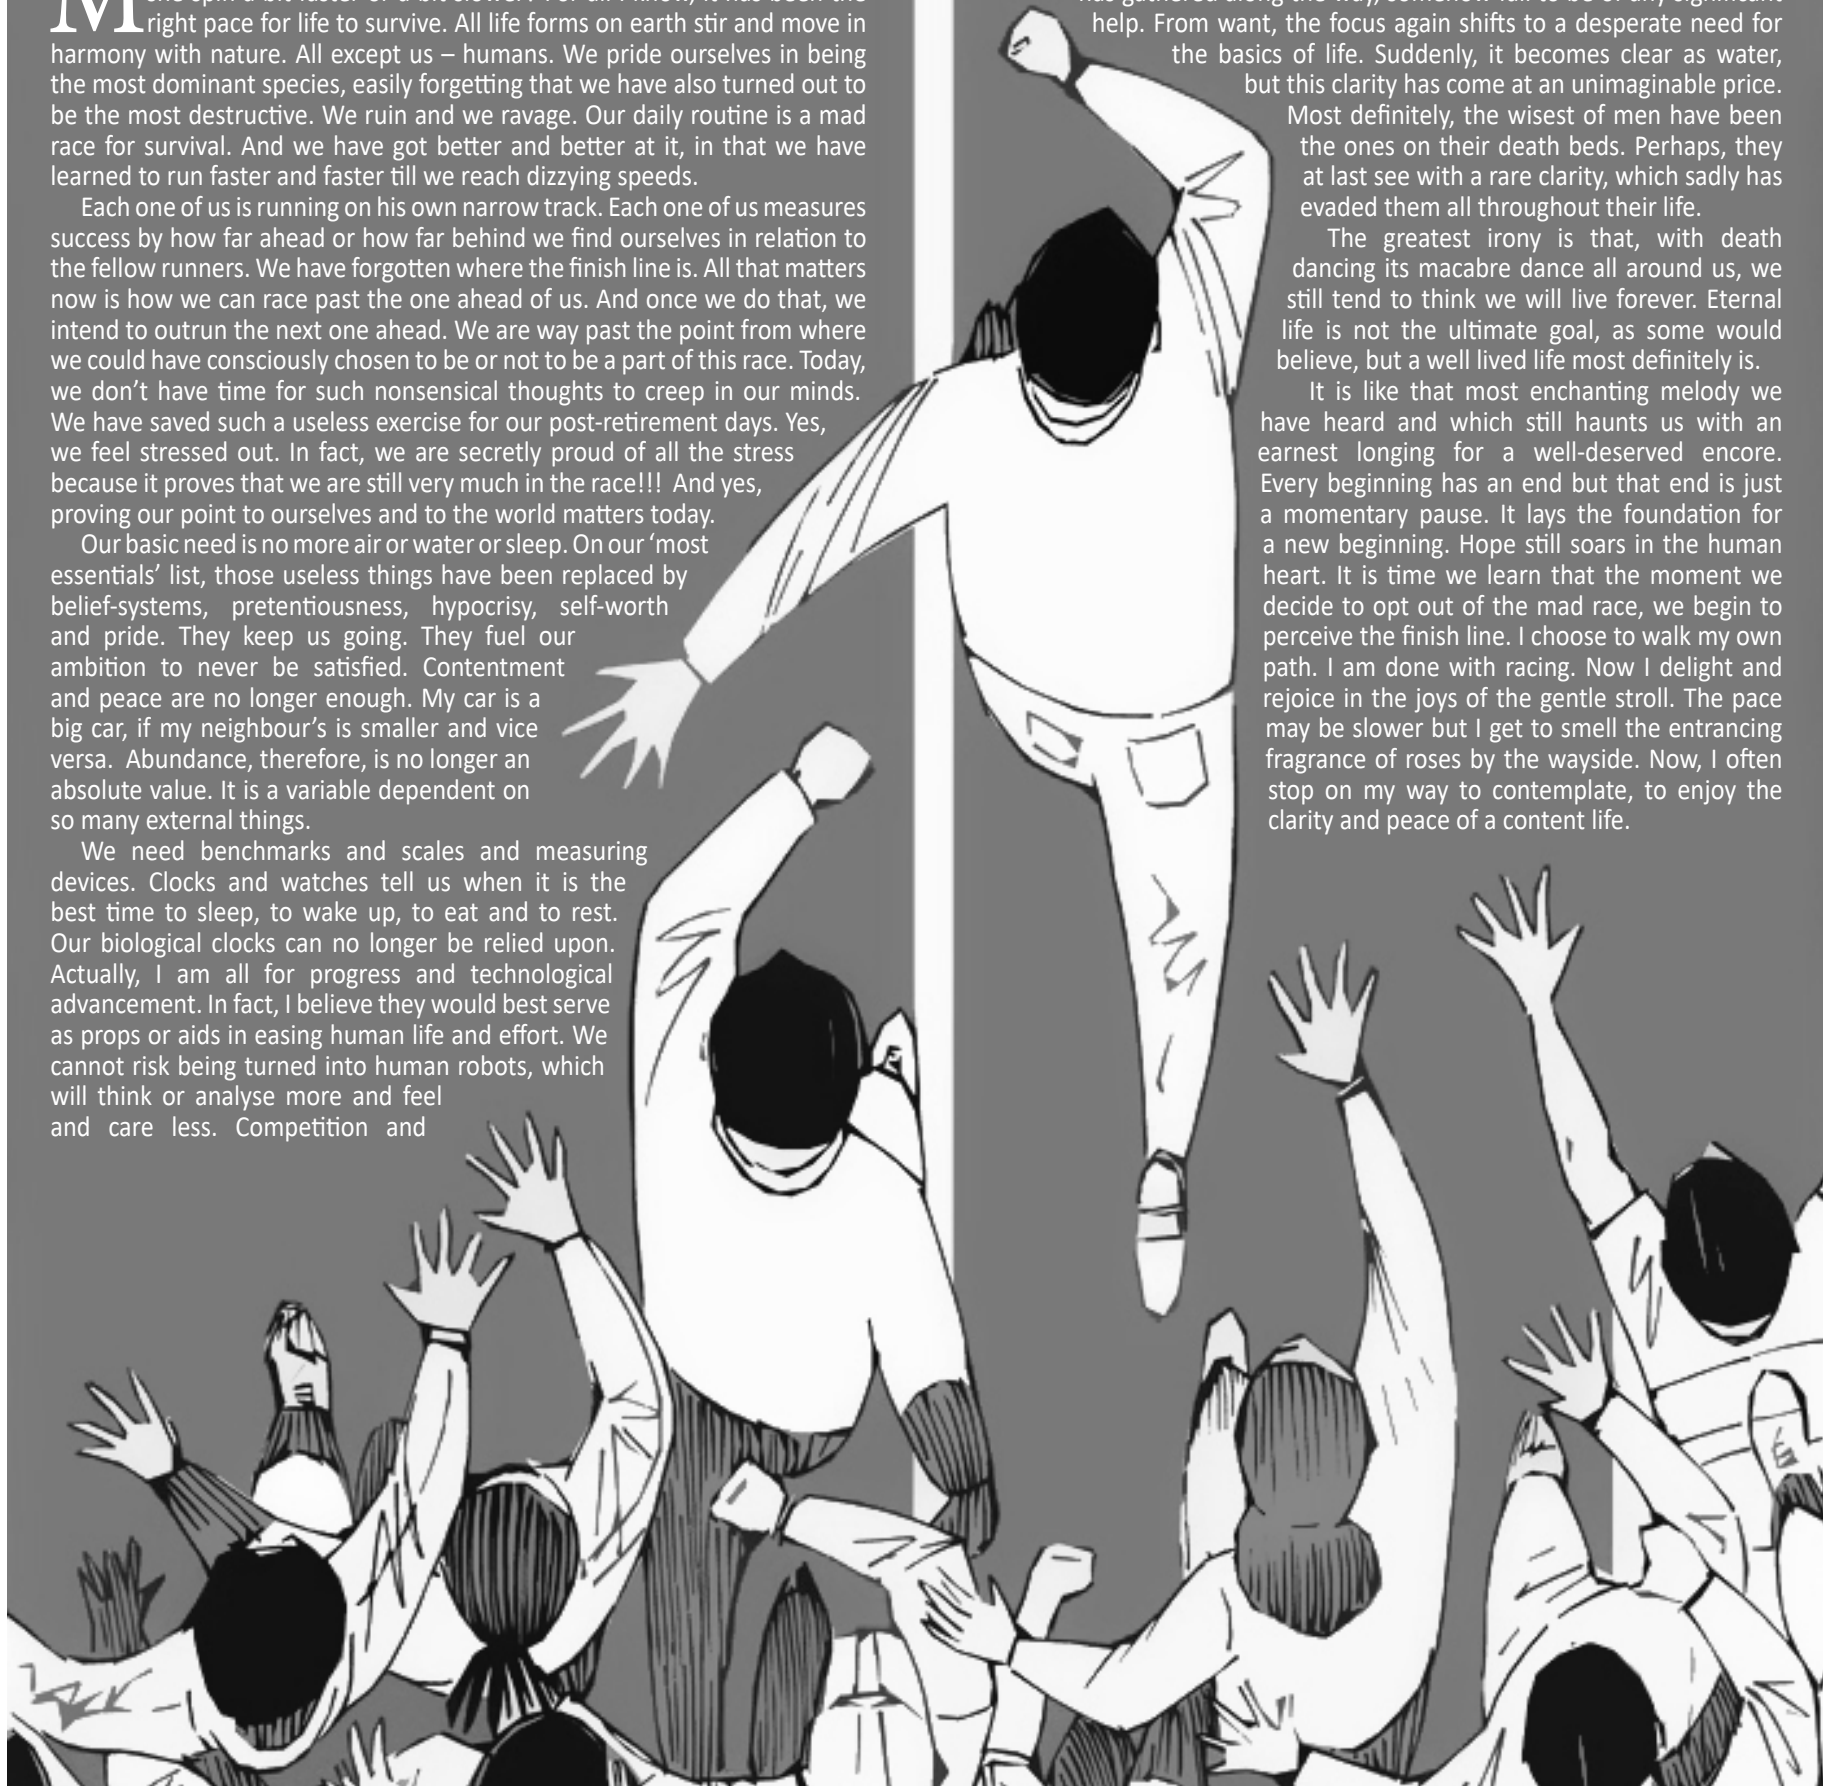 M
right pace for life to survive. All life forms on earth stir and move in
harmony with nature. All except us – humans. We pride ourselves in being
the most dominant species, easily forgetting that we have also turned out to
be the most destructive. We ruin and we ravage. Our daily routine is a mad
race for survival. And we have got better and better at it, in that we have
learned to run faster and faster till we reach dizzying speeds.
Each one of us is running on his own narrow track. Each one of us measures
success by how far ahead or how far behind we find ourselves in relation to
the fellow runners. We have forgotten where the finish line is. All that matters
now is how we can race past the one ahead of us. And once we do that, we
intend to outrun the next one ahead. We are way past the point from where
we could have consciously chosen to be or not to be a part of this race. Today,
we don’t have time for such nonsensical thoughts to creep in our minds.
We have saved such a useless exercise for our post-retirement days. Yes,
we feel stressed out. In fact, we are secretly proud of all the stress
because it proves that we are still very much in the race!!! And yes,
proving our point to ourselves and to the world matters today.
Our basic need is no more air or water or sleep. On our ‘most
essentials’ list, those useless things have been replaced by
belief-systems, pretentiousness, hypocrisy, self-worth
and pride. They keep us going. They fuel our
ambition to never be satisfied. Contentment
and peace are no longer enough. My car is a
big car, if my neighbour’s is smaller and vice
versa. Abundance, therefore, is no longer an
absolute value. It is a variable dependent on
so many external things.
We need benchmarks and scales and measuring
devices. Clocks and watches tell us when it is the
best time to sleep, to wake up, to eat and to rest.
Our biological clocks can no longer be relied upon.
Actually, I am all for progress and technological
advancement. In fact, I believe they would best serve
as props or aids in easing human life and effort. We
cannot risk being turned into human robots, which
will think or analyse more and feel
and care less. Competition and
help. From want, the focus again shifts to a desperate need for
the basics of life. Suddenly, it becomes clear as water,
but this clarity has come at an unimaginable price.
Most definitely, the wisest of men have been
the ones on their death beds. Perhaps, they
at last see with a rare clarity, which sadly has
evaded them all throughout their life.
The greatest irony is that, with death
dancing its macabre dance all around us, we
still tend to think we will live forever. Eternal
life is not the ultimate goal, as some would
believe, but a well lived life most definitely is.
It is like that most enchanting melody we
have heard and which still haunts us with an
earnest longing for a well-deserved encore.
Every beginning has an end but that end is just
a momentary pause. It lays the foundation for
a new beginning. Hope still soars in the human
heart. It is time we learn that the moment we
decide to opt out of the mad race, we begin to
perceive the finish line. I choose to walk my own
path. I am done with racing. Now I delight and
rejoice in the joys of the gentle stroll. The pace
may be slower but I get to smell the entrancing
fragrance of roses by the wayside. Now, I often
stop on my way to contemplate, to enjoy the
clarity and peace of a content life.